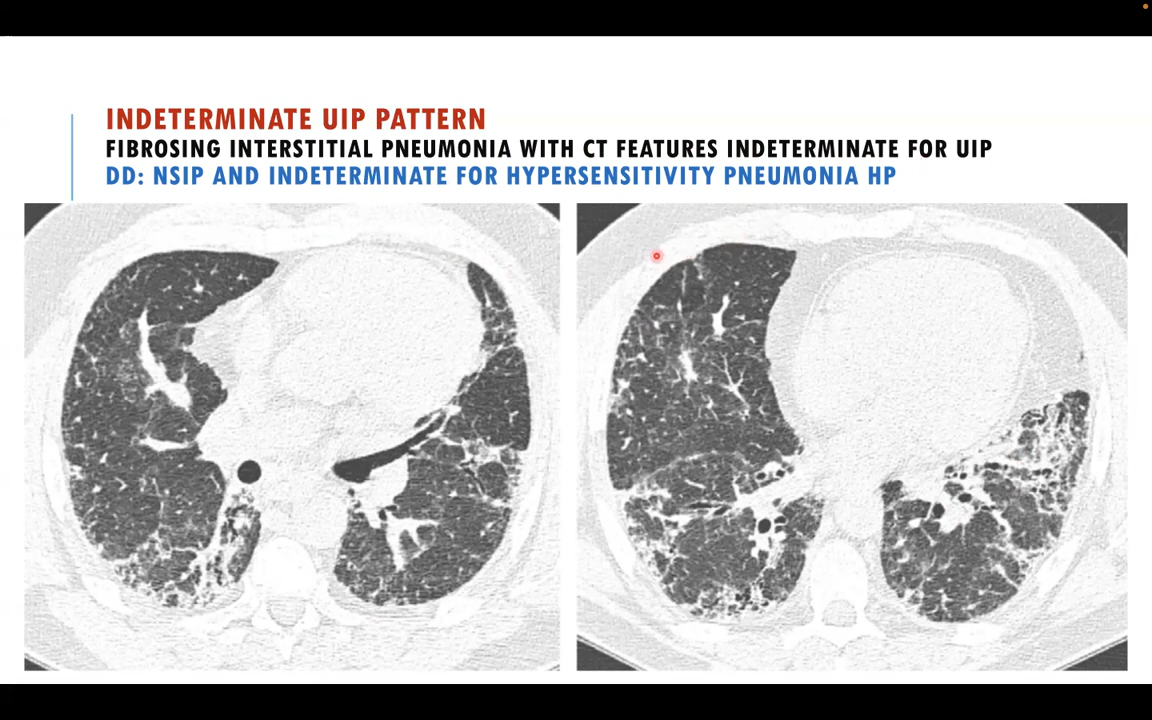 INDETERMINATE UIP PATTERN
FIBROSING INTERSTITIAL PNEUMONIA WITH CT FEATURES INDETERMINATE FOR UIP
DD: NSIP AND INDETERMINATE FOR HYPERSENSITIVITY PNEUMONIA HP